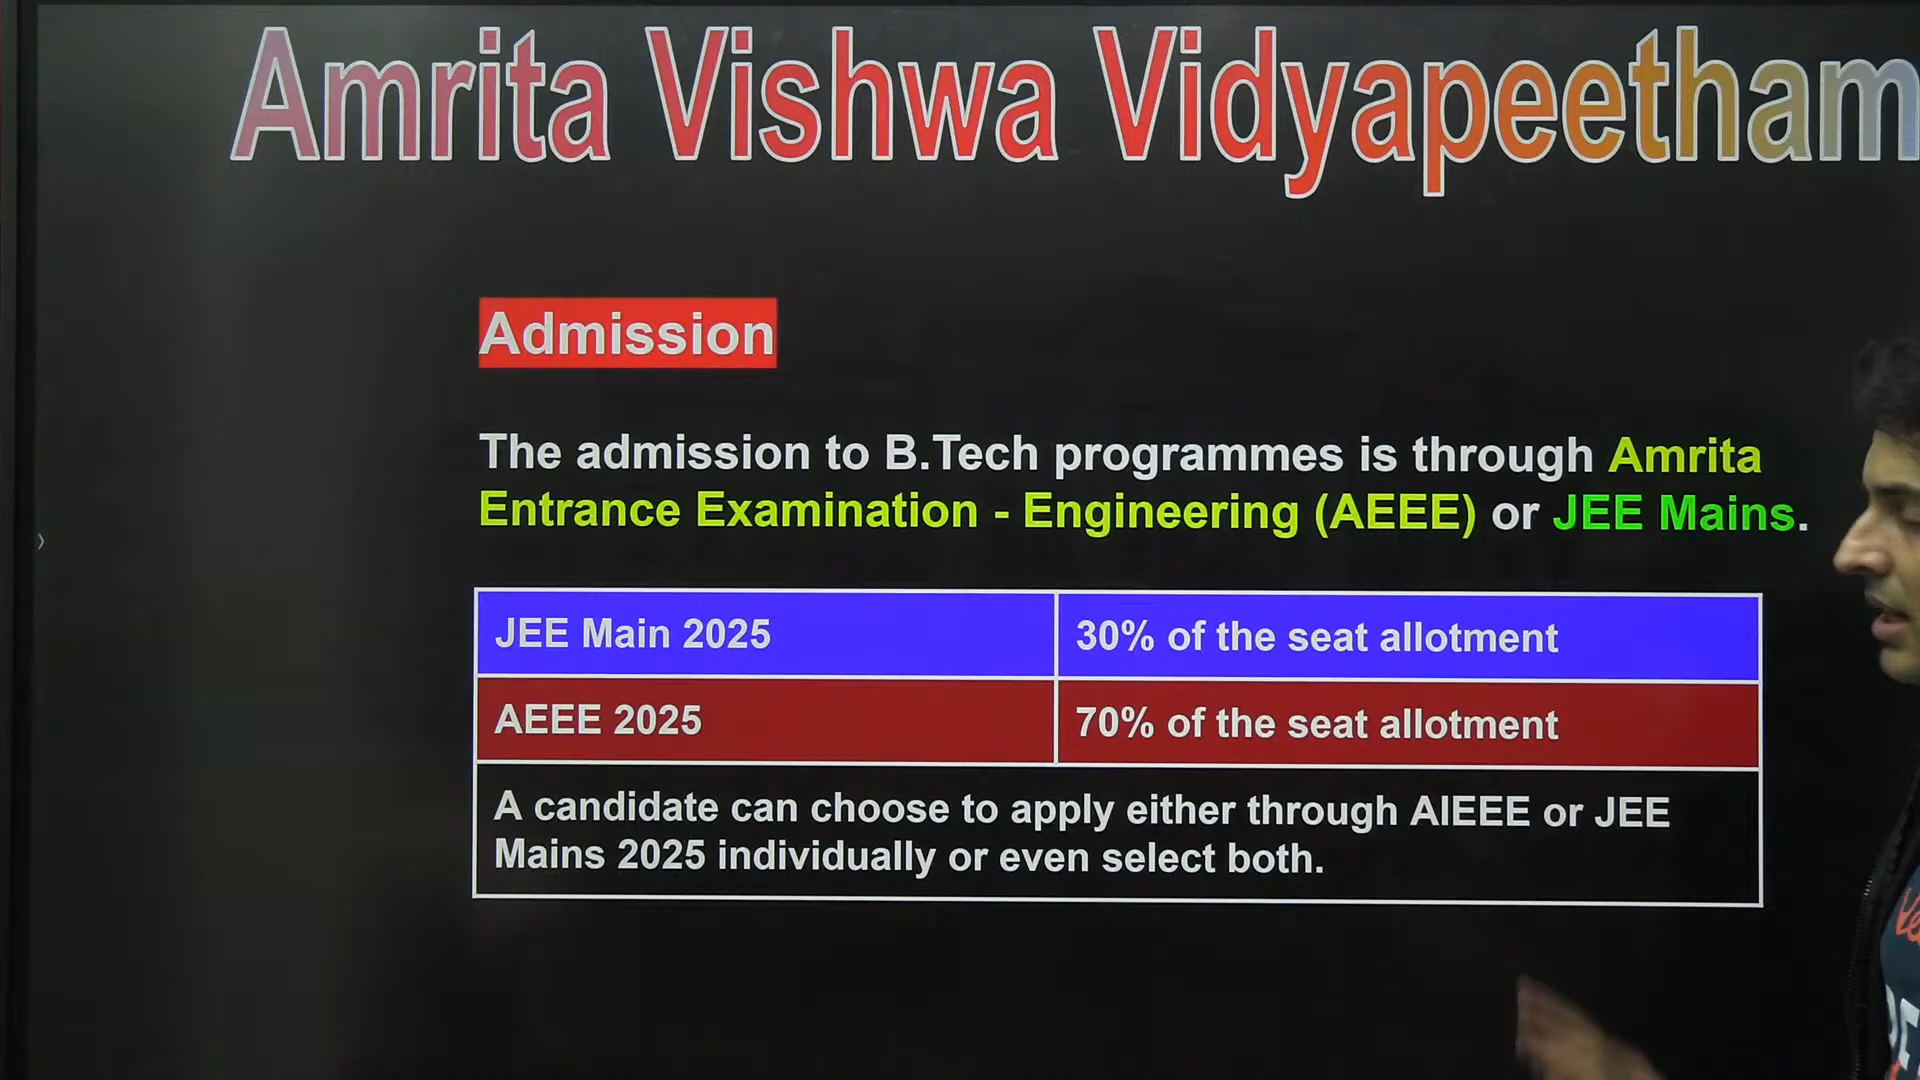 Amrita Vishwa Vidyapeetham
Admission
The admission to B.Tech programmes is through Amrita
Entrance Examination - Engineering (AEEE) or JEE Mains.
JEE Main 2025 30% of the seat allotment
AEEE 2025 70% of the seat allotment
A candidate can choose to apply either through AIEEE or JEE
Mains 2025 individually or even select both.